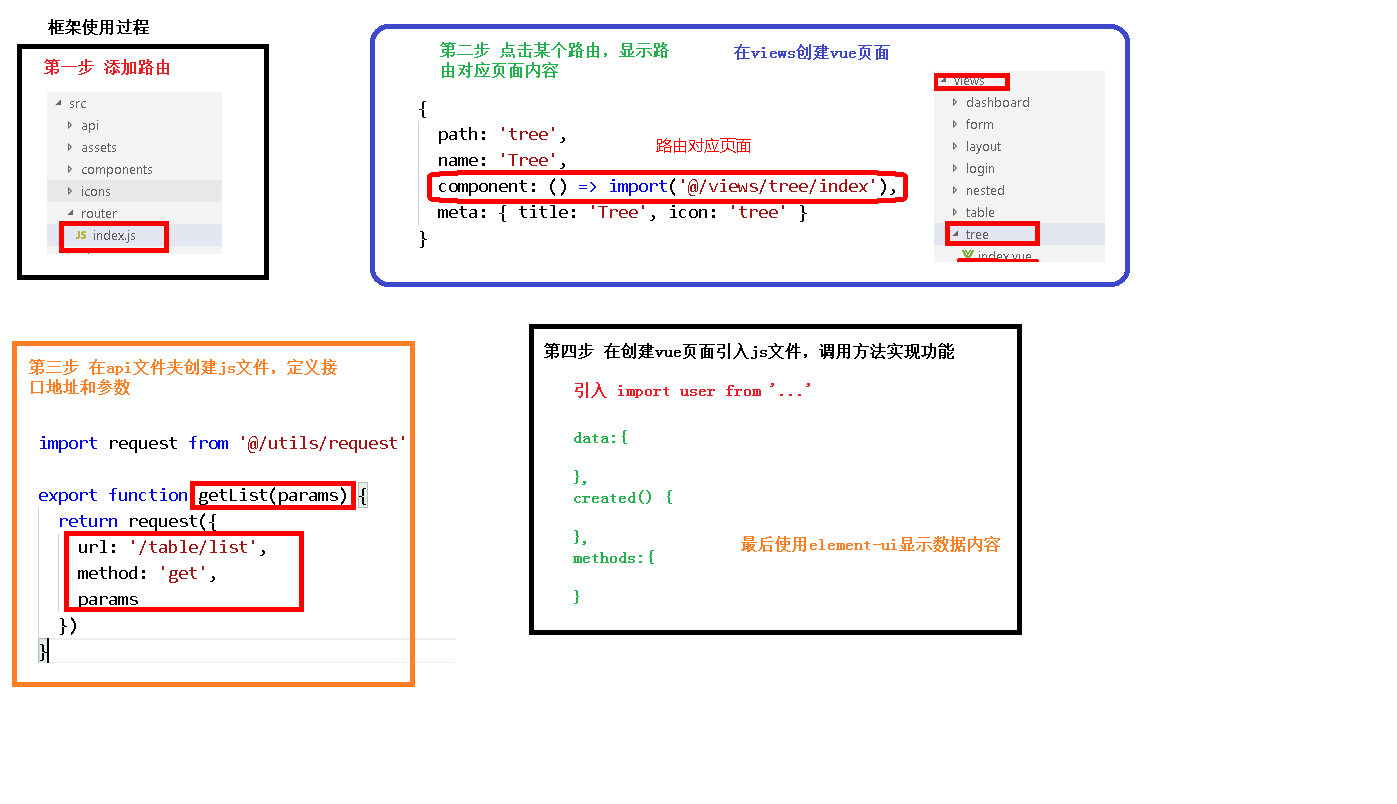 框架使用过程
第一步 添加路由
src
api
assets
components
icons
router
JS index.js
第二步 点击某个路由，显示路
由对应页面内容
在views创建vue页面
{
path: 'tree',
name: 'Tree',
路由对应页面
component: () => import('@/views/tree/index'),
meta: { title: 'Tree', icon: 'tree' }
}
views
dashboard
form
layout
login
nested
table
tree
index.vue
第三步 在api文件夹创建js文件，定义接
口地址和参数
import request from '@/utils/request'
export function getList(params) {
return request({
url: '/table/list',
method: 'get',
params
})
}
第四步 在创建vue页面引入js文件，调用方法实现功能
引入 import user from '...'
data:{
},
created() {
},
methods:{
}
最后使用element-ui显示数据内容